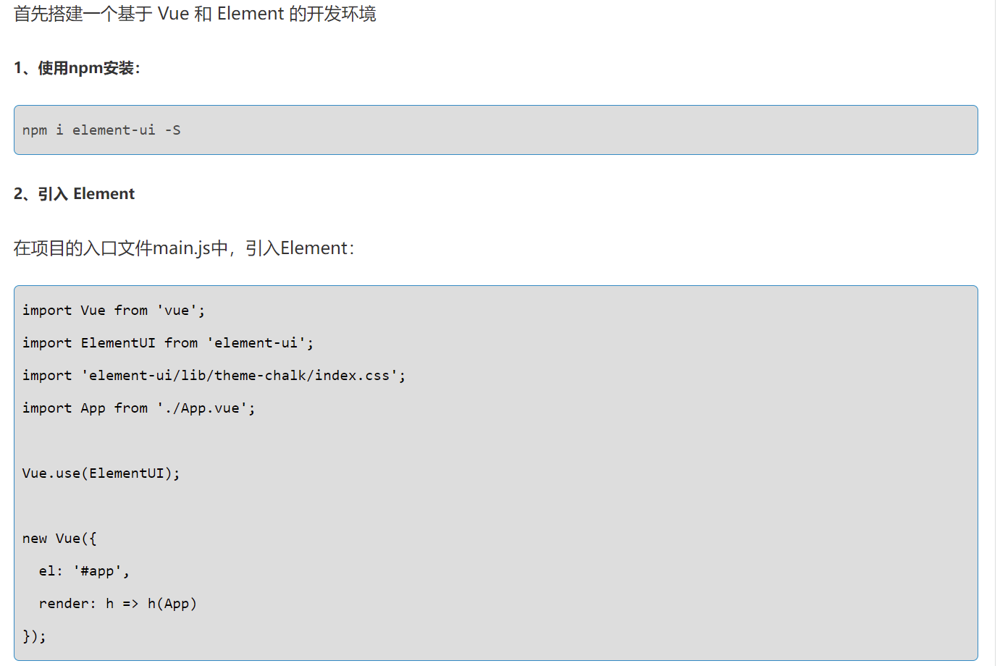 首先搭建一个基于 Vue 和 Element 的开发环境
1、使用npm安装：
npm i element-ui -S
2、引入 Element
在项目的入口文件main.js中，引入Element：
import Vue from 'vue';
import ElementUI from 'element-ui';
import 'element-ui/lib/theme-chalk/index.css';
import App from './App.vue';
Vue.use(ElementUI);
new Vue({
  el: '#app',
  render: h => h(App)
});